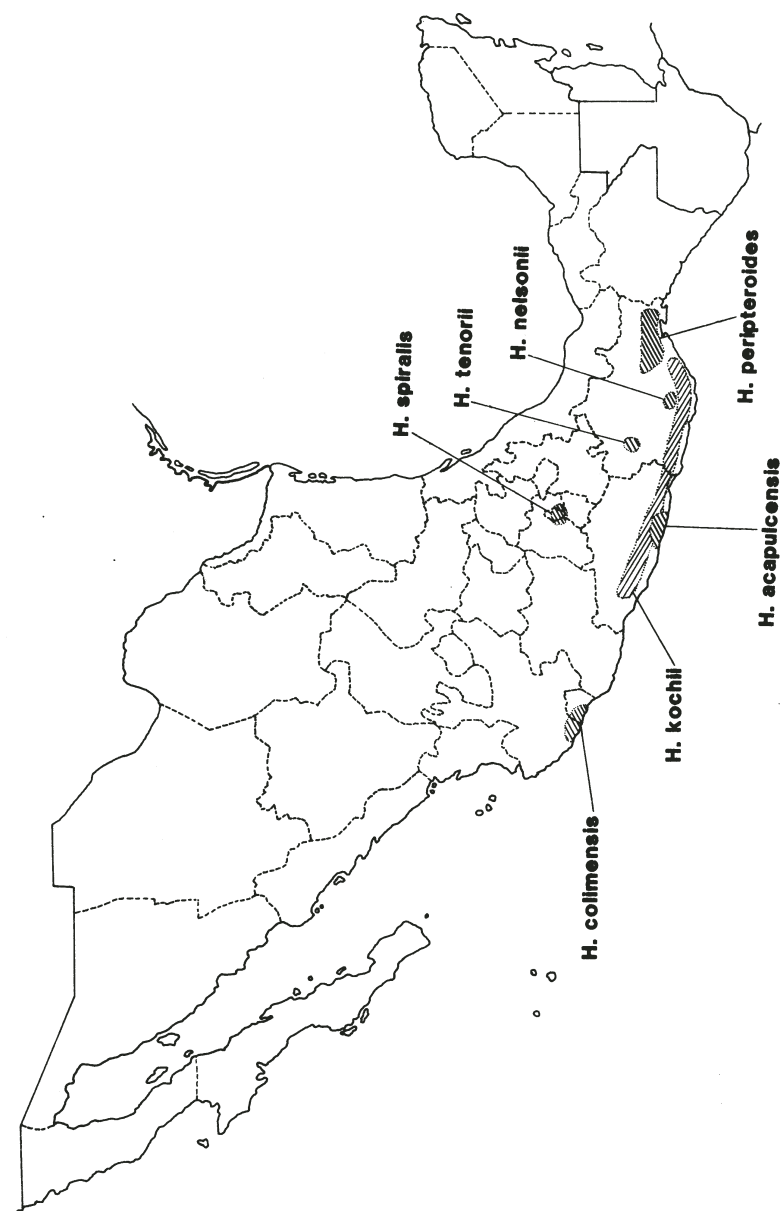 H. spiralis
H. tenorii
H. nelsonii
H. peripteroides
H. acapulcensis
H. kochii
H. colimensis